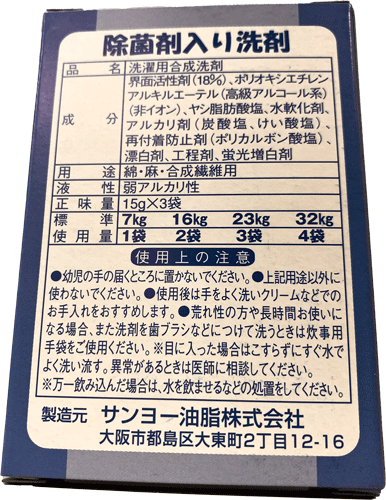 除菌剤入り洗剤
品名 洗濯用合成洗剤
成分 界面活性剤(18%)、ポリオキシエチレン
アルキルエーテル(高級アルコール系)
(非イオン)、ヤシ脂肪酸塩、水軟化剤、
アルカリ剤(炭酸塩、けい酸塩)、
再付着防止剤(ポリカルボン酸塩)、
漂白剤、工程剤、蛍光増白剤
用途 綿・麻・合成繊維用
液性 弱アルカリ性
正味量 15g×3袋
標準 7kg 16kg 23kg 32kg
使用量 1袋 2袋 3袋 4袋
使用上の注意
●幼児の手の届くところに置かないでください。●上記用途以外に
使わないでください。●使用後は手をよく洗いクリームなどでの
お手入れをおすすめします。●荒れ性の方や長時間お使いに
なる場合、また洗剤を歯ブラシなどにつけて洗うときは炊事用
手袋をご使用ください。※目に入った場合はこすらずにすぐ水で
よく洗い流す。異常があるときは医師に相談してください。
※万一飲み込んだ場合は、水を飲ませるなどの処置をしてください。
製造元 サンヨー油脂株式会社
大阪市都島区大東町2丁目12-16